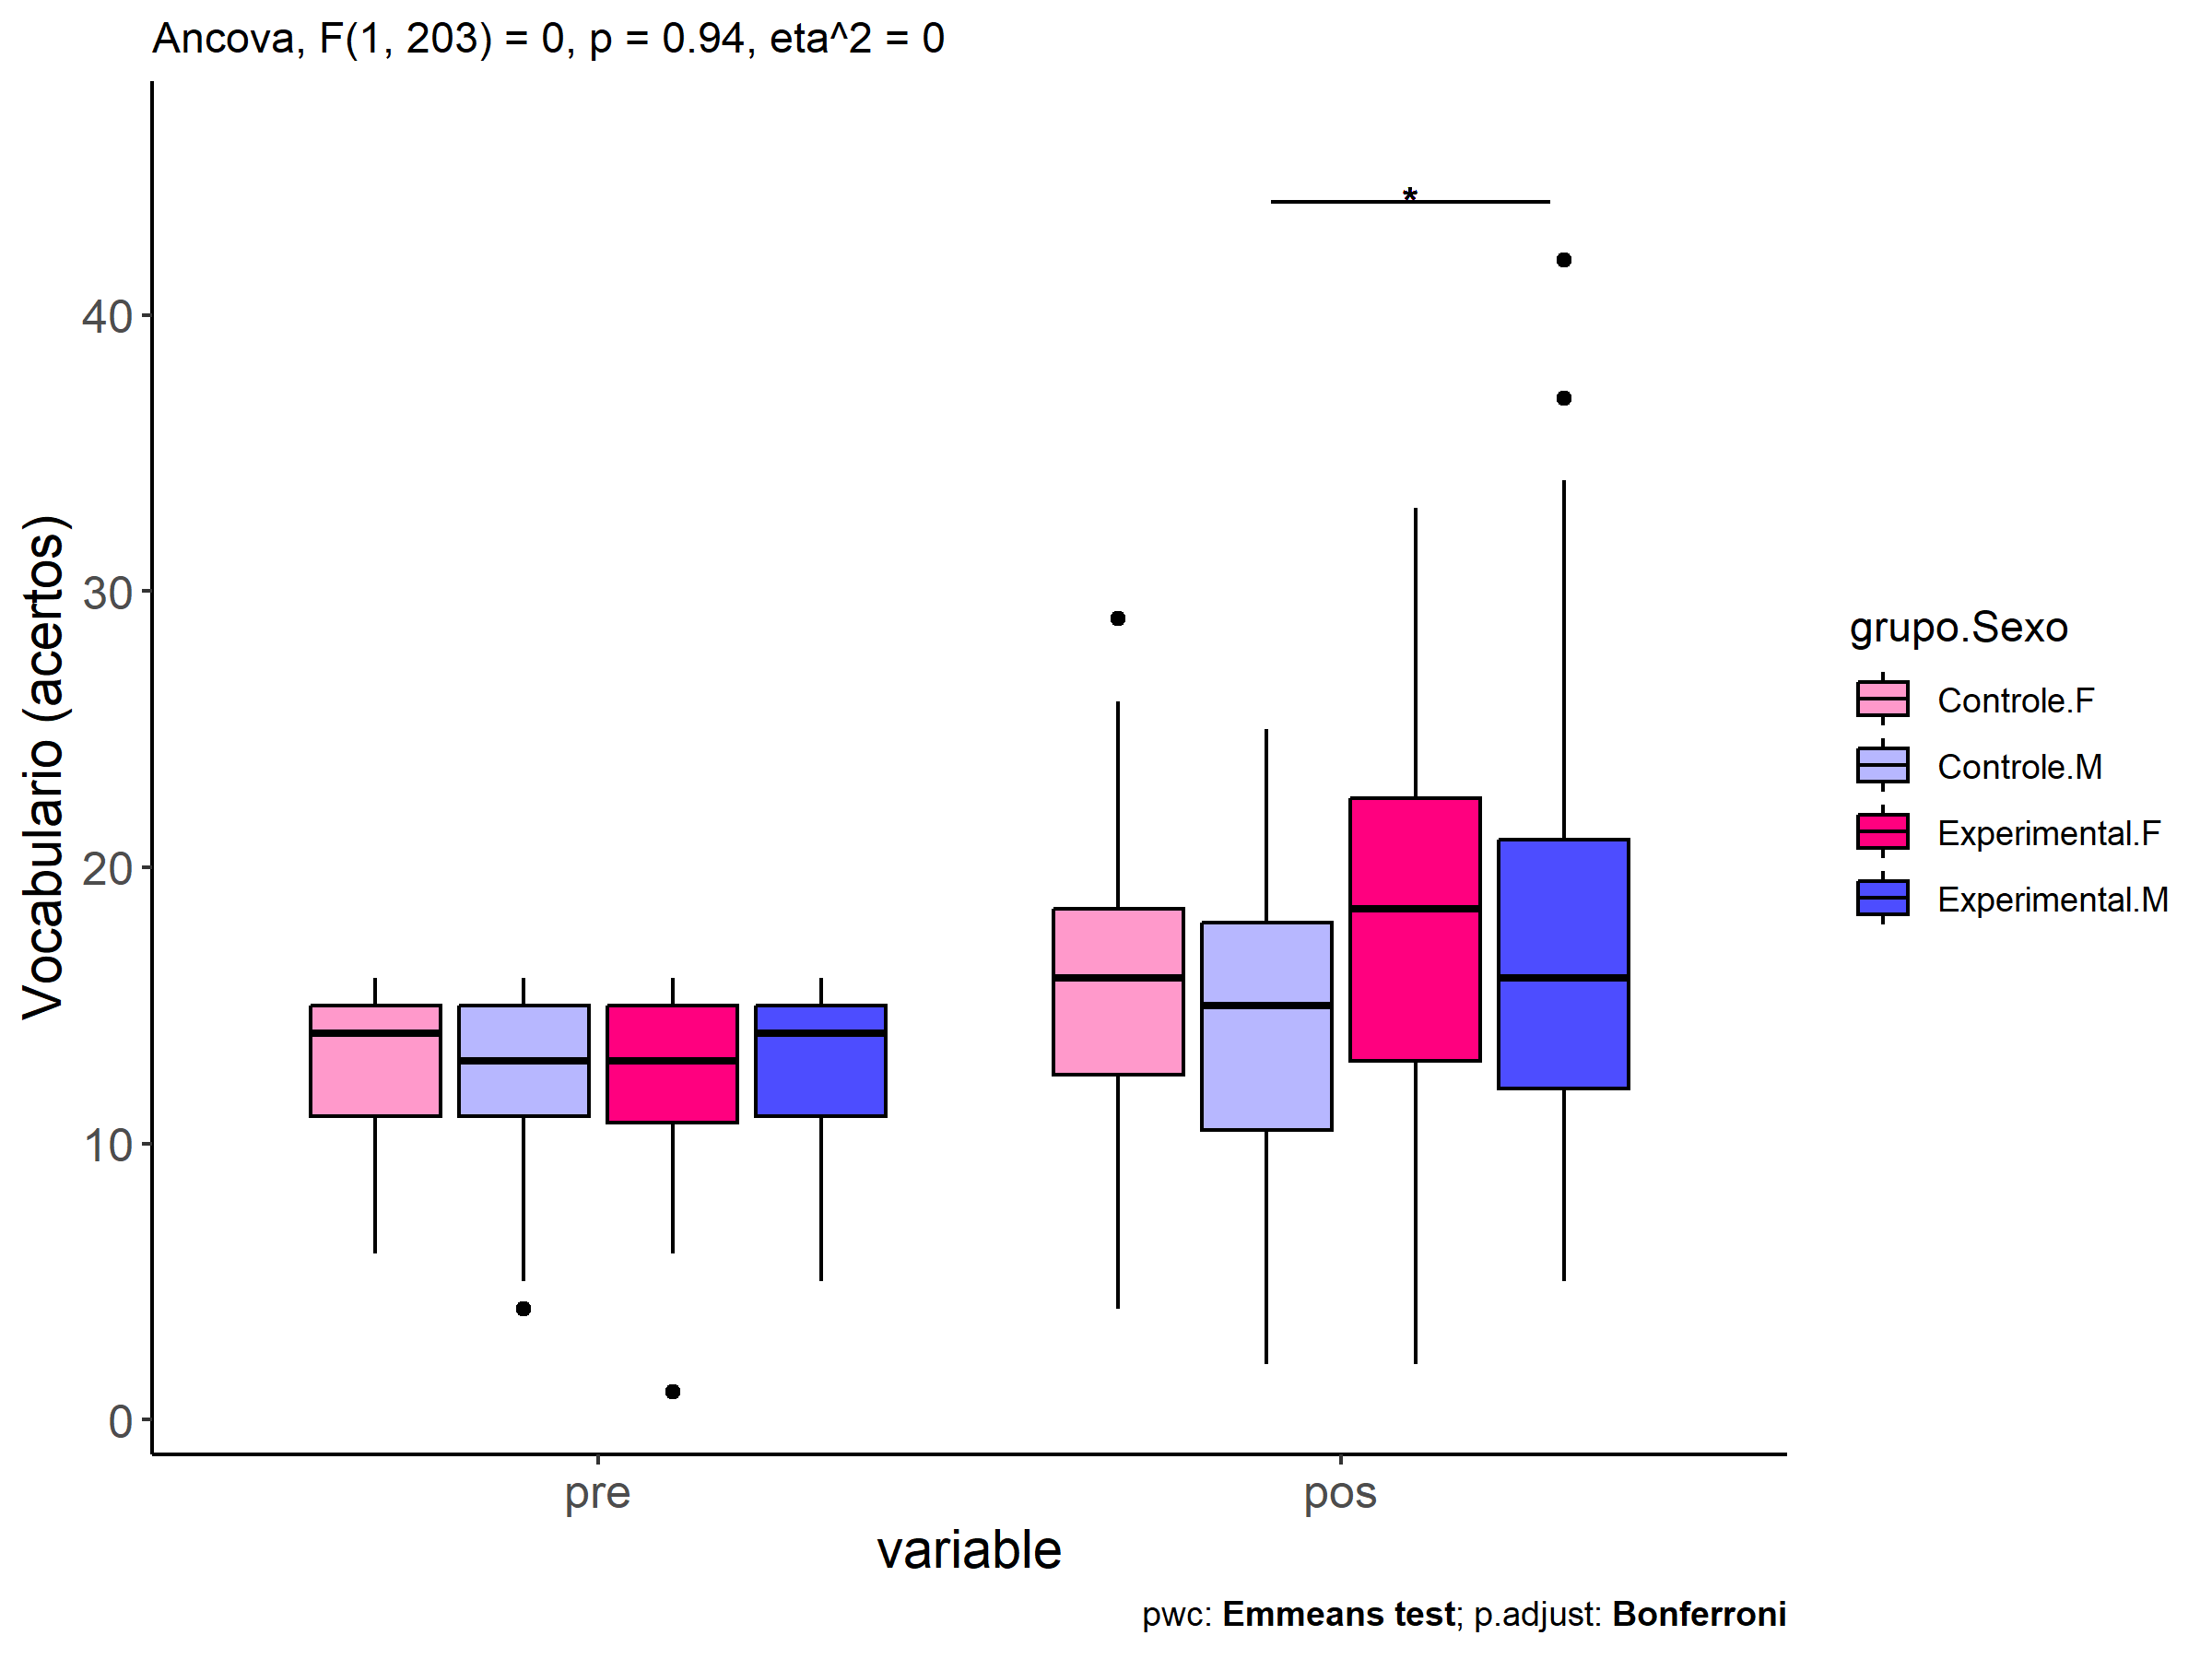 Ancova, F(1, 203) = 0, p = 0.94, eta^2 = 0
*
40
30
20
10
0
Vocabulario (acertos)
pre
pos
variable
grupo.Sexo
Controle.F
Controle.M
Experimental.F
Experimental.M
pwc: Emmeans test; p.adjust: Bonferroni